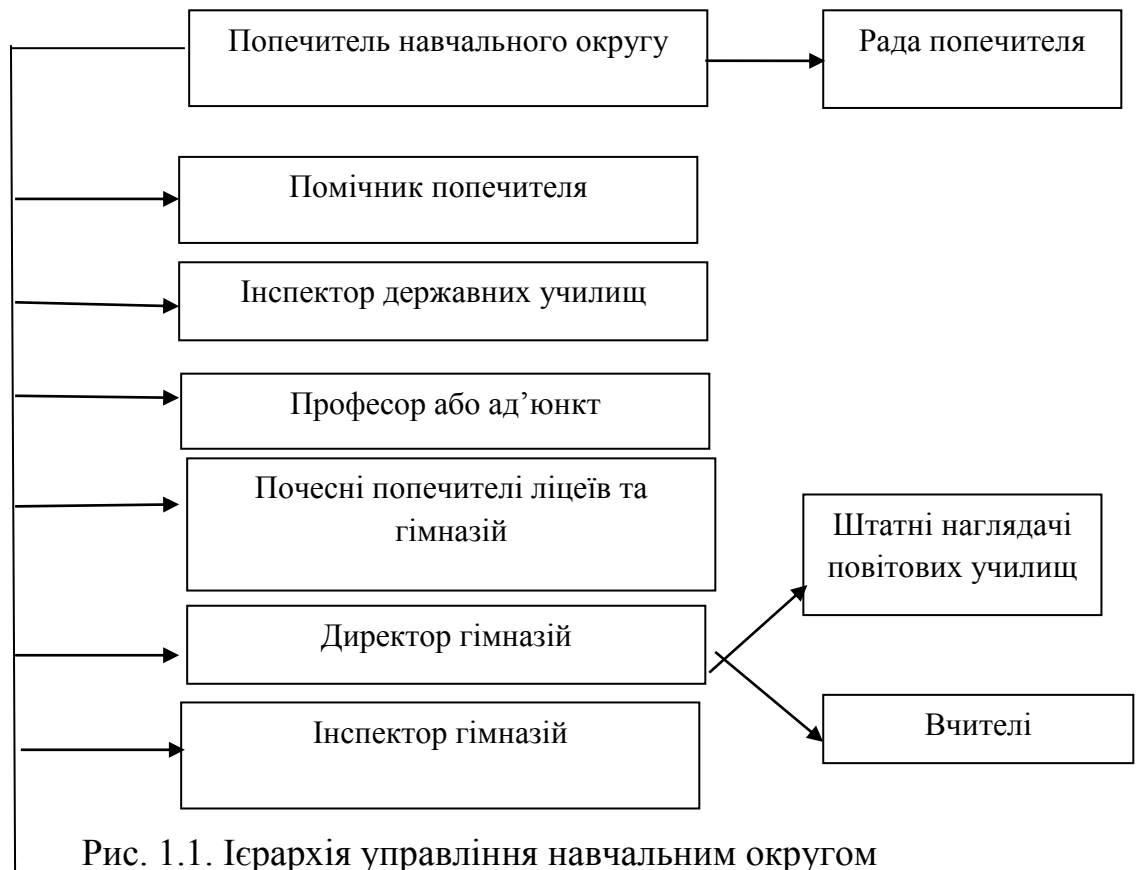 Попечитель навчального округу
Рада попечителя
Помічник попечителя
Інспектор державних училищ
Професор або ад’юнкт
Почесні попечителі ліцеїв та
гімназій
Штатні наглядачі
повітових училищ
Директор гімназій
Вчителі
Інспектор гімназій
Рис. 1.1. Ієрархія управління навчальним округом